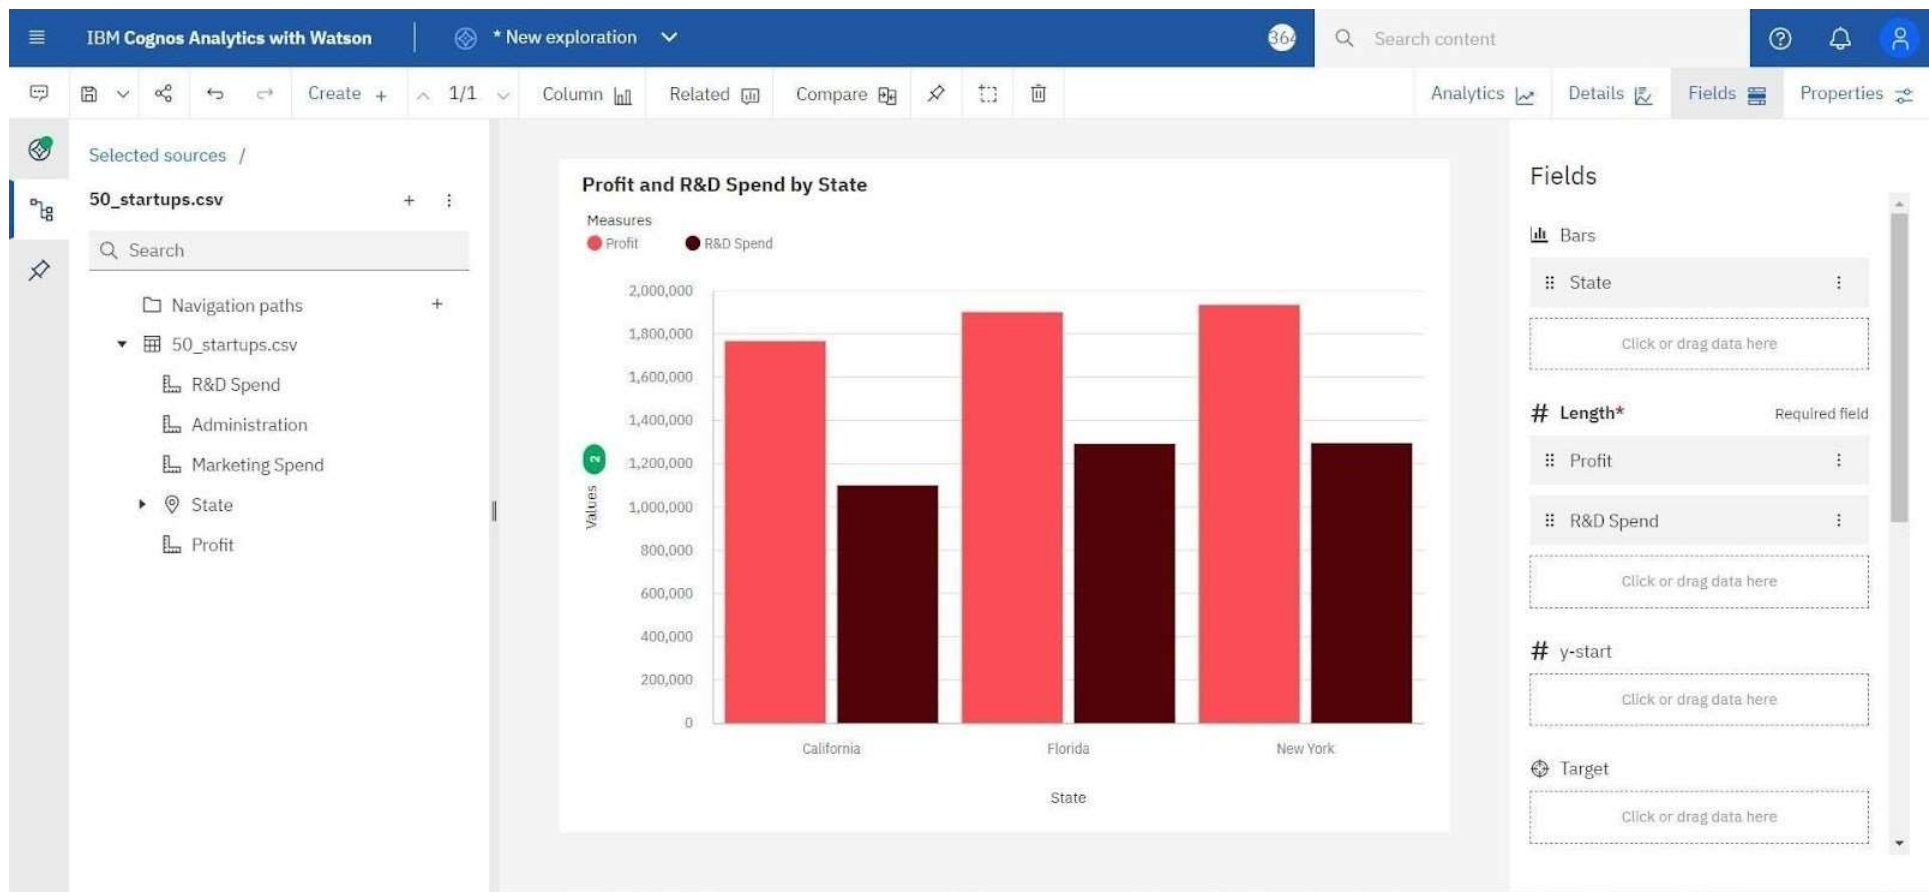 IBM Cognos Analytics with Watson
* New exploration
364
Search content
Create +
1/1
Column
Related
Compare
Analytics
Details
Fields
Properties
Selected sources /
50_startups.csv
Search
Navigation paths
50_startups.csv
R&D Spend
Administration
Marketing Spend
State
Profit
Profit and R&D Spend by State
Measures
Profit
R&D Spend
2,000,000
1,800,000
1,600,000
1,400,000
1,200,000
1,000,000
800,000
600,000
400,000
200,000
0
Values
2
California
Florida
New York
State
Fields
Bars
State
Click or drag data here
# Length*
Required field
Profit
R&D Spend
Click or drag data here
# y-start
Click or drag data here
Target
Click or drag data here